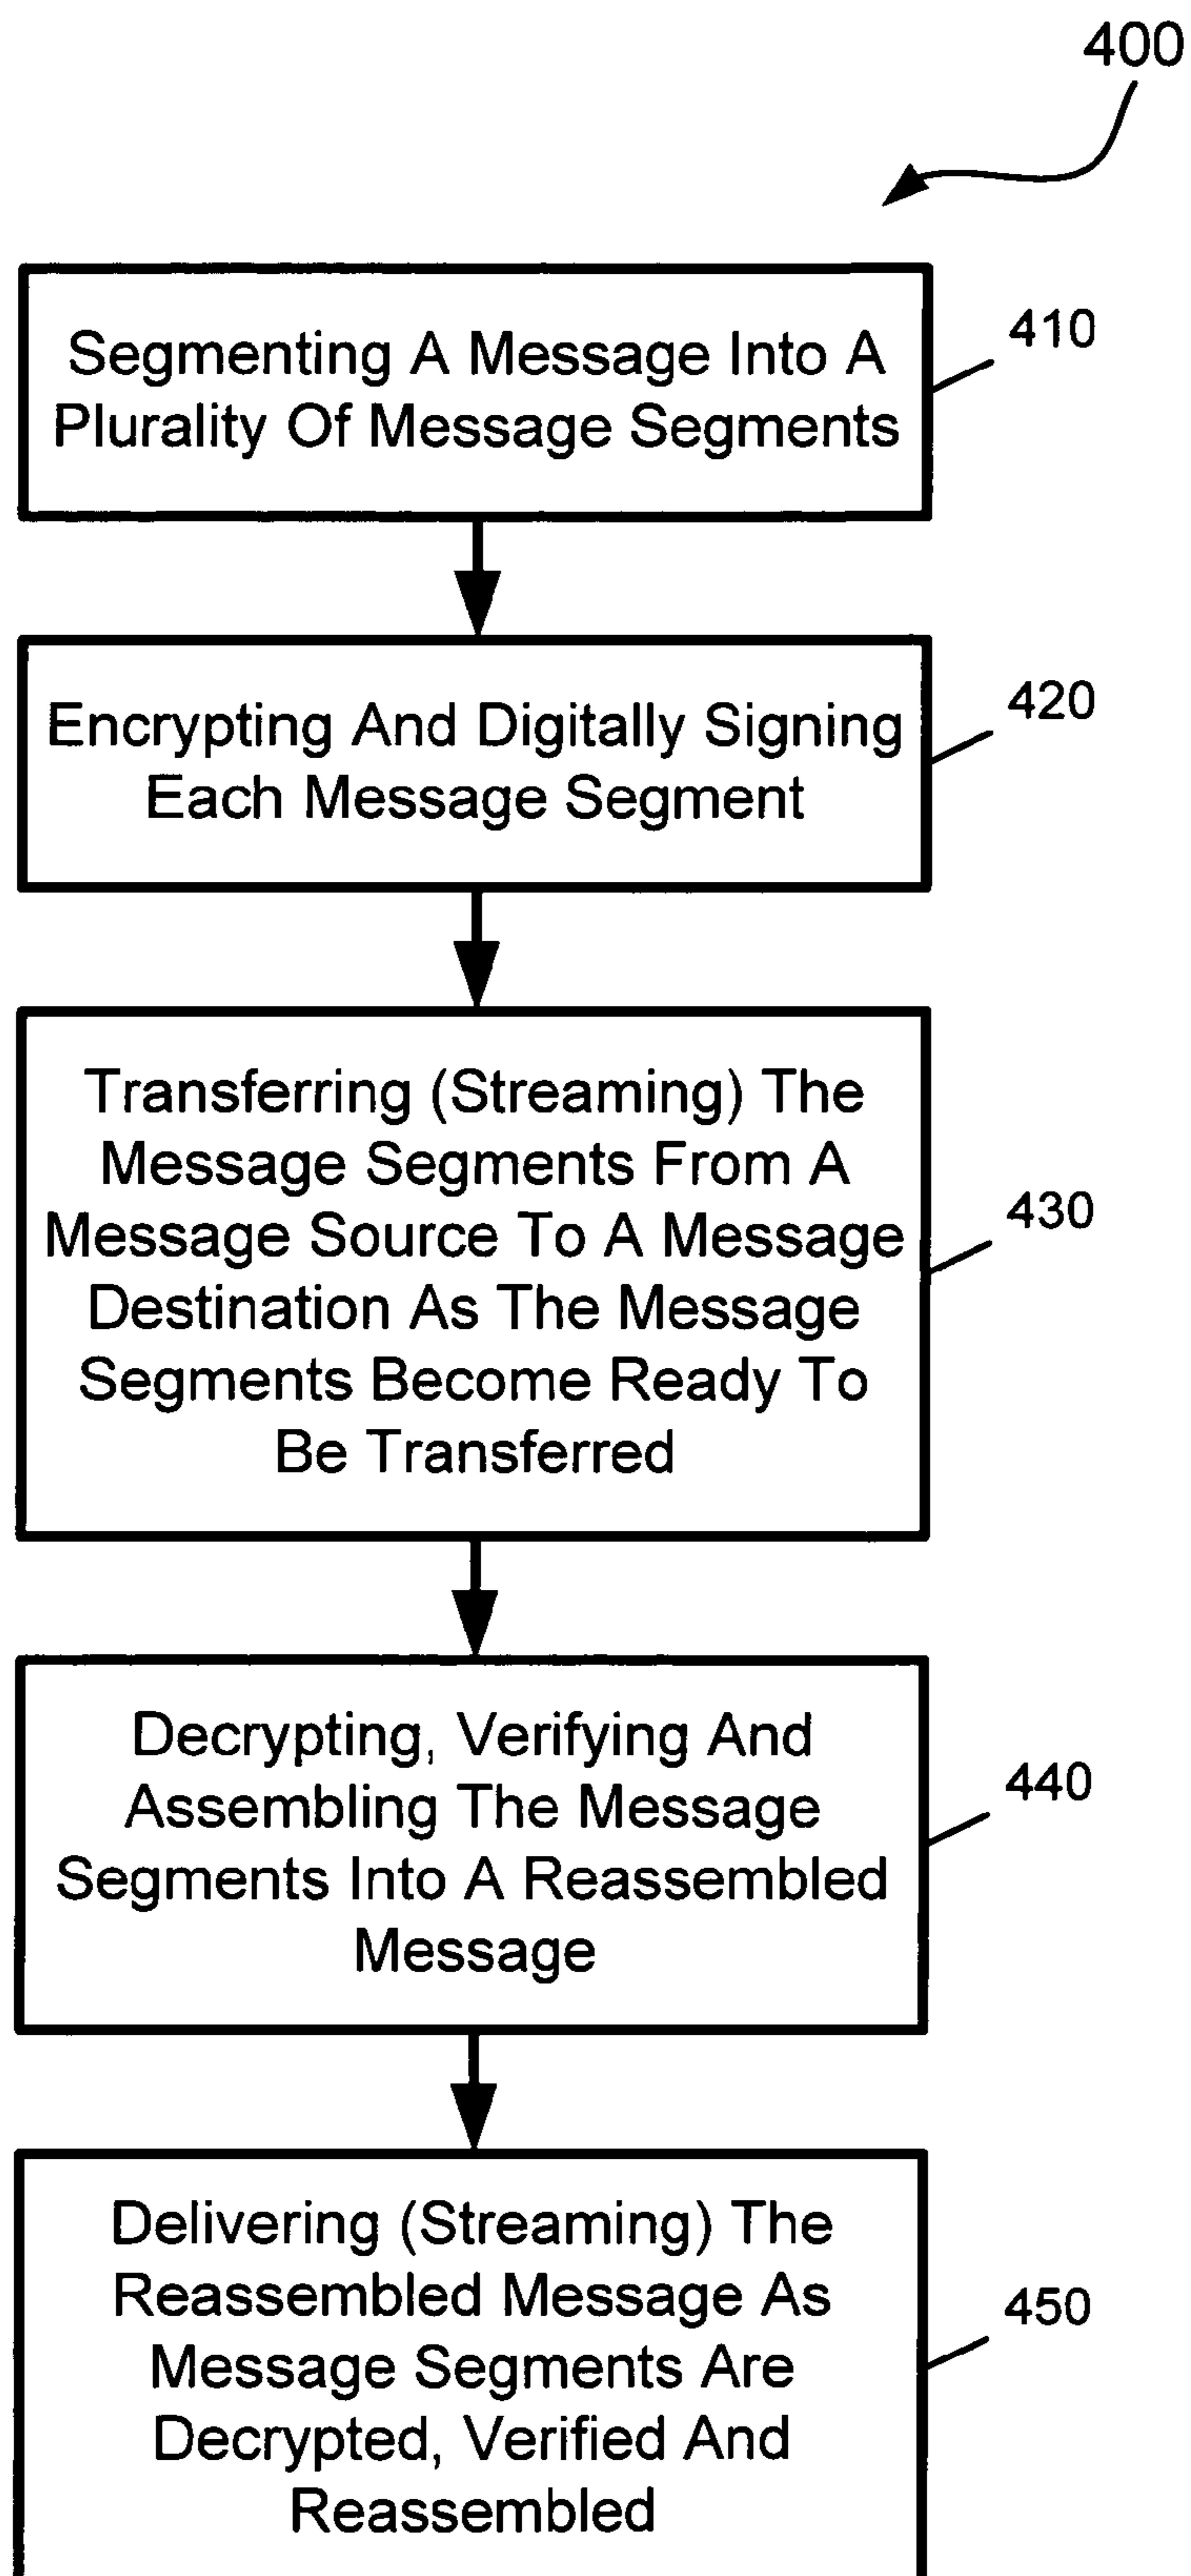 400
Segmenting A Message Into A
Plurality Of Message Segments
410
Encrypting And Digitally Signing
Each Message Segment
420
Transferring (Streaming) The
Message Segments From A
Message Source To A Message
Destination As The Message
Segments Become Ready To
Be Transferred
430
Decrypting, Verifying And
Assembling The Message
Segments Into A Reassembled
Message
440
Delivering (Streaming) The
Reassembled Message As
Message Segments Are
Decrypted, Verified And
Reassembled
450